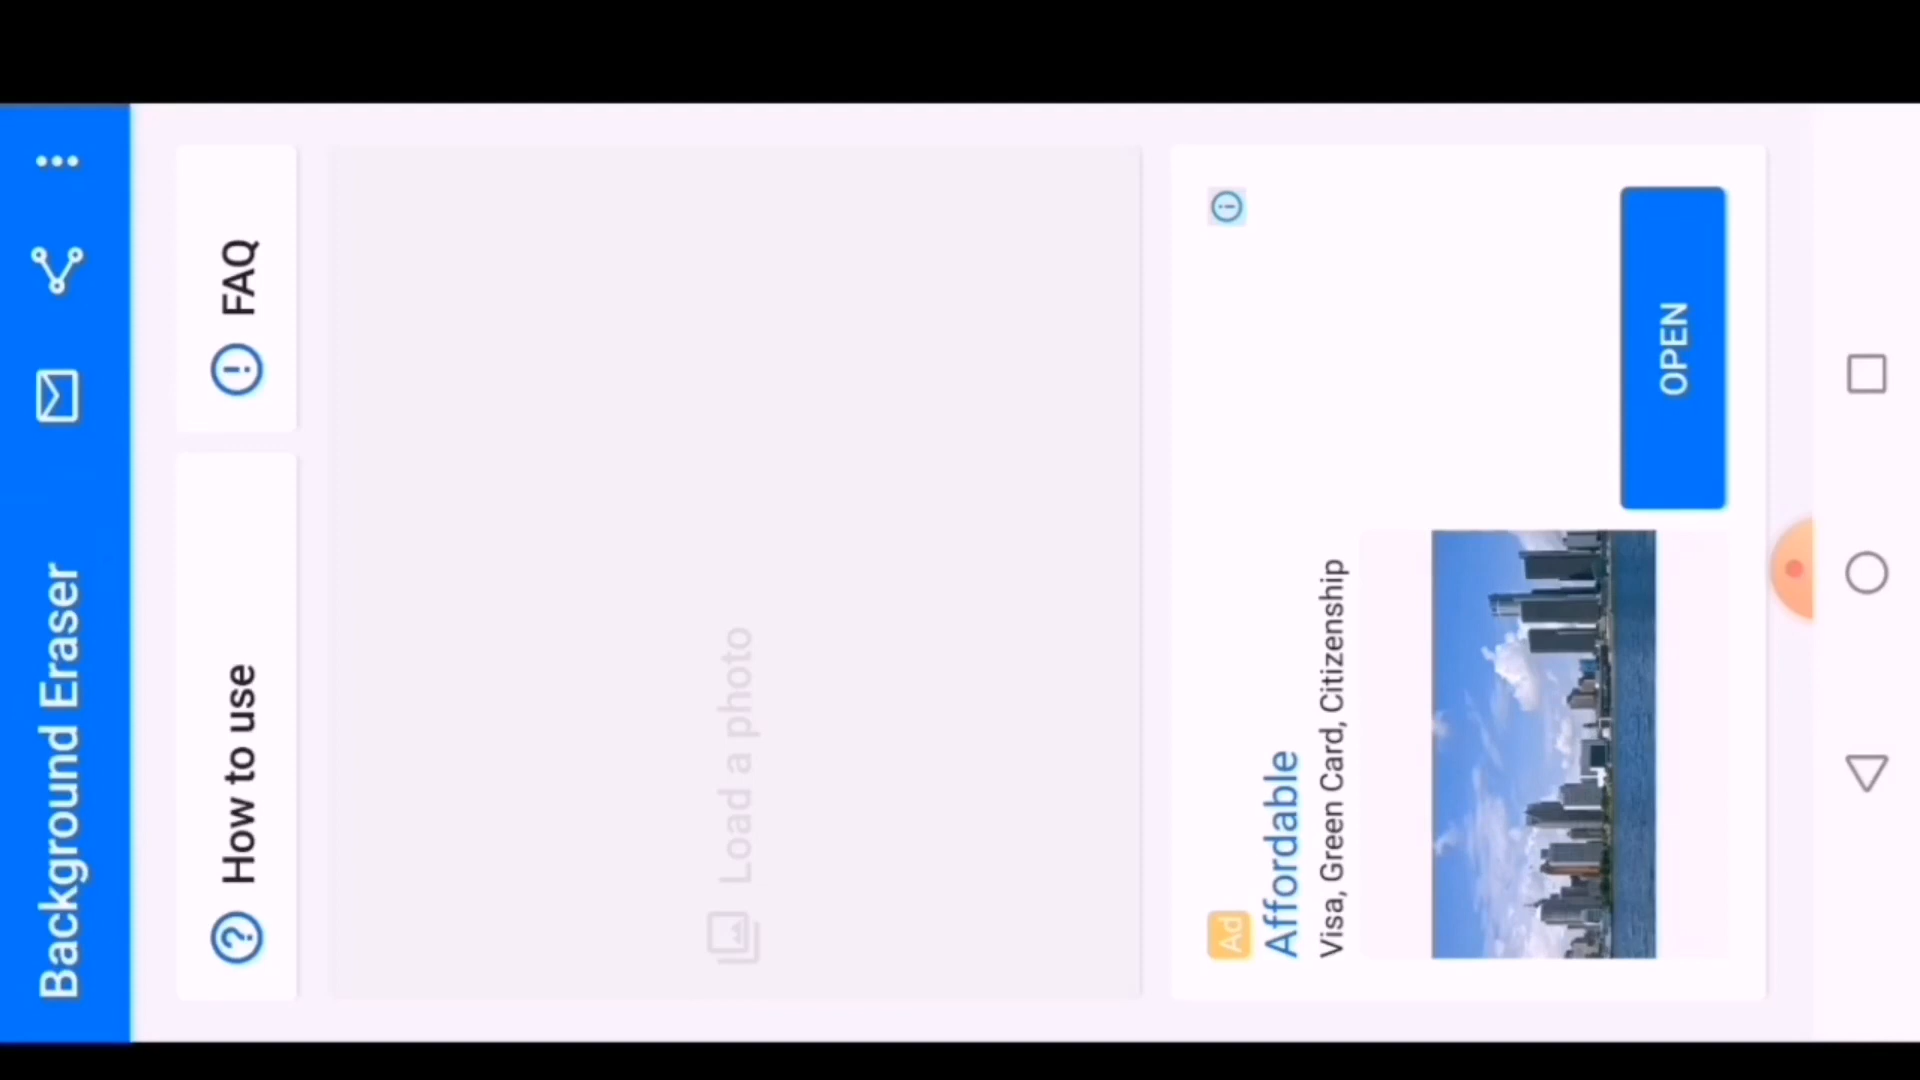 Background Eraser
How to use
FAQ
Load a photo
Ad
Affordable
Visa, Green Card, Citizenship
OPEN